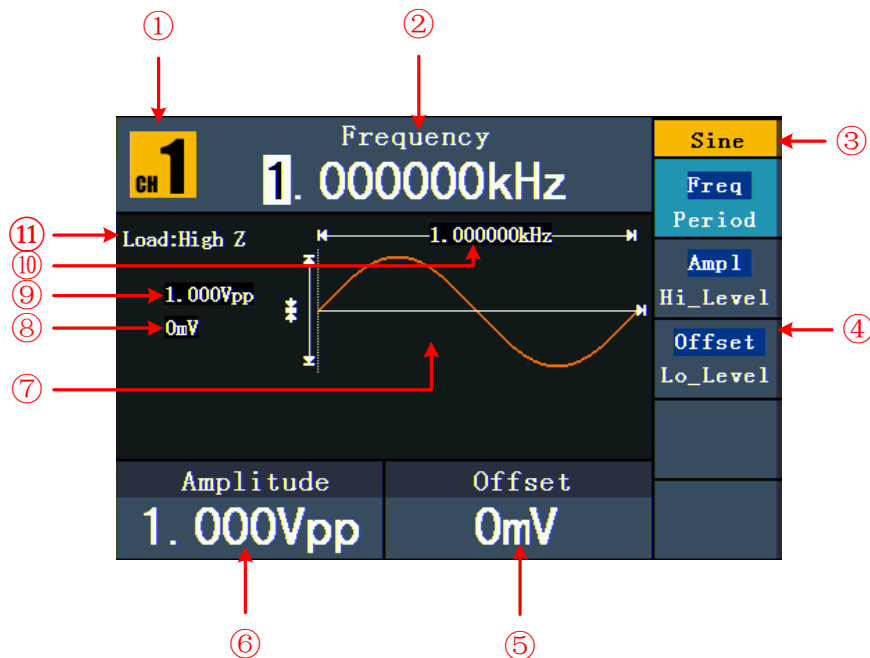 ① ②
Frequency
CH 1
1.000000kHz
Sine ③
Freq
Period
⑪ Load:High Z
1.000000kHz
⑩
Ampl
Hi_Level
⑨ 1.000Vpp
⑧ 0mV
Offset ④
Lo_Level
⑦
Amplitude Offset
1.000Vpp 0mV
⑥ ⑤